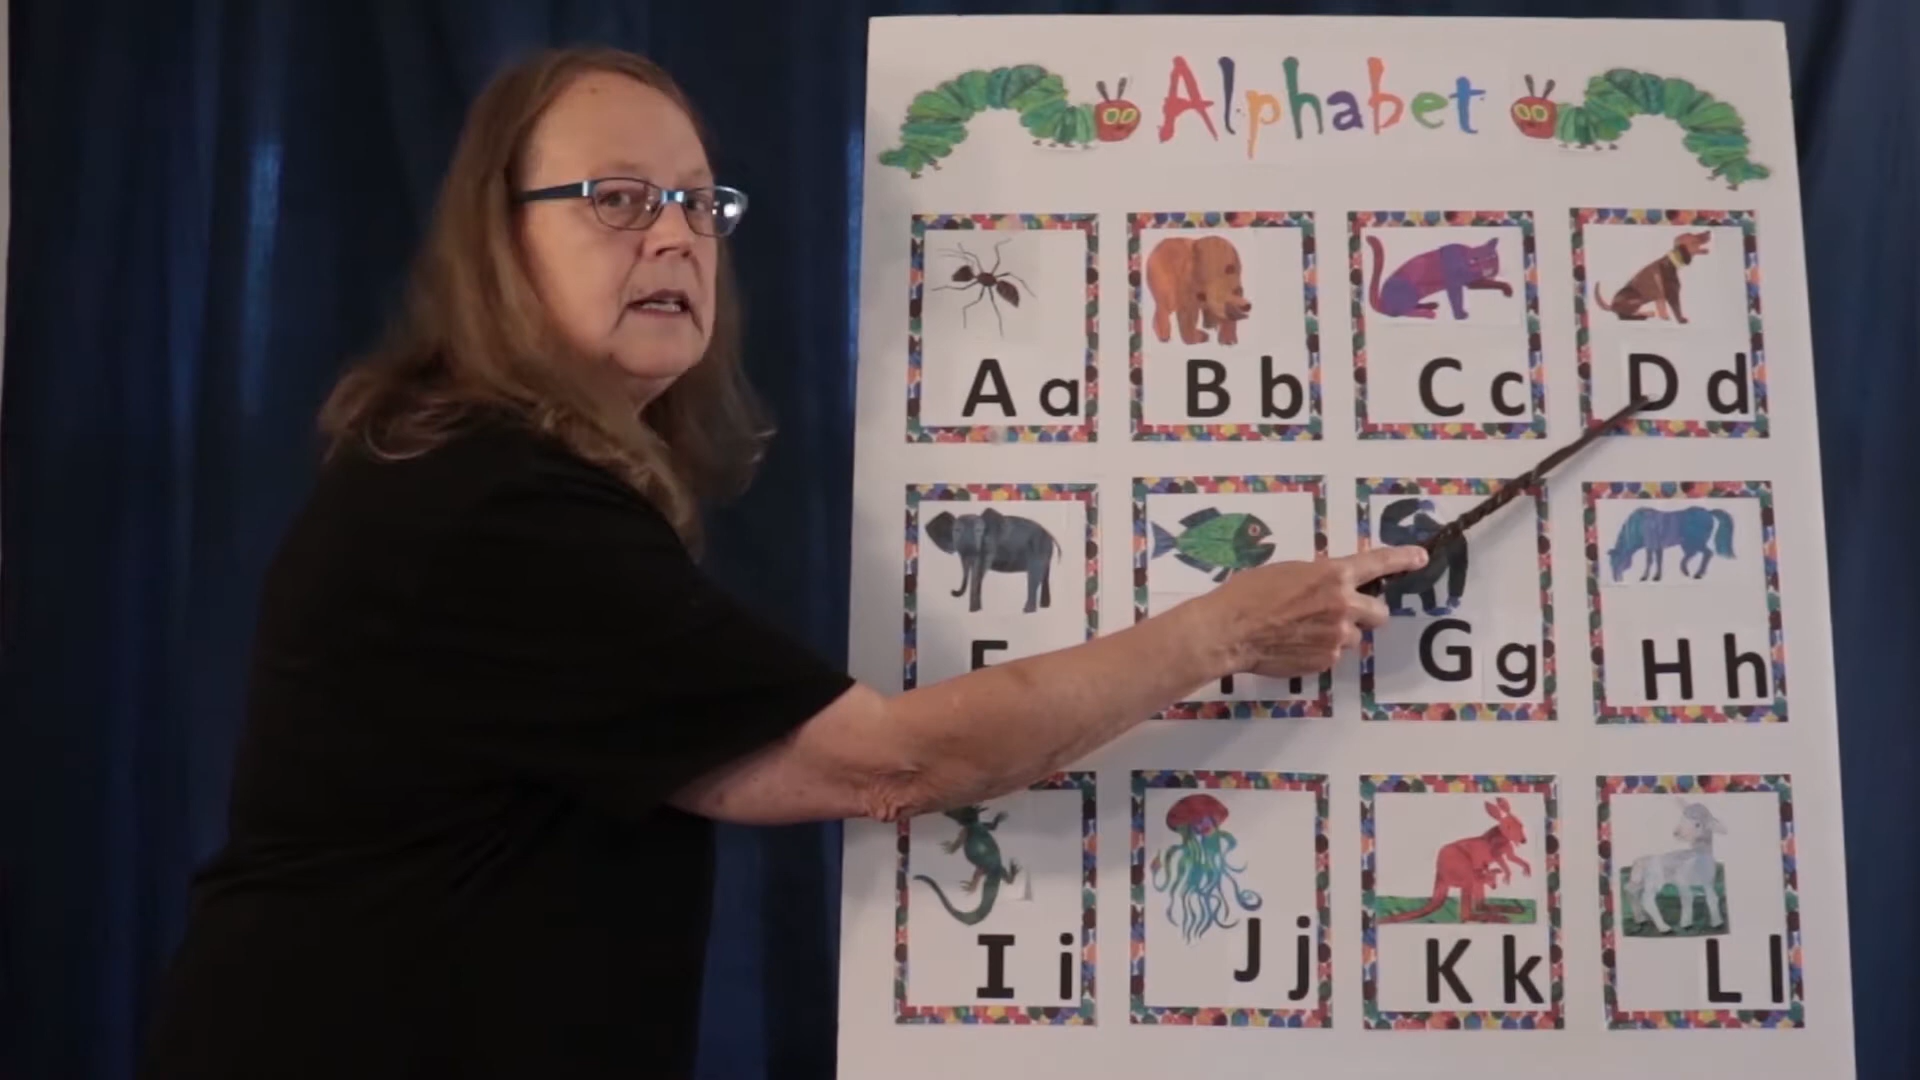 Alphabet
A a B b C c D d
G g H h
I i J j K k L l